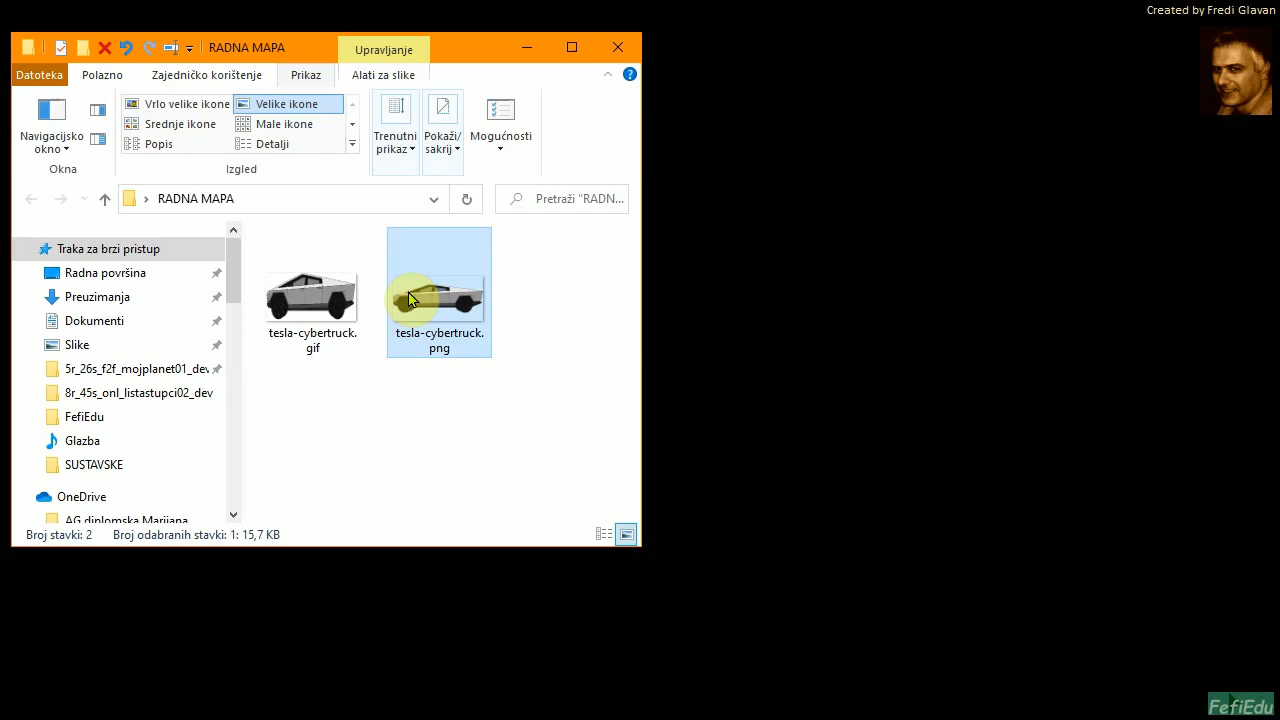 Created by Fredi Glavan
RADNA MAPA
Upravljanje
Datoteka
Polazno
Zajedničko korištenje
Prikaz
Alati za slike
Navigacijsko
okno
Vrlo velike ikone
Velike ikone
Srednje ikone
Male ikone
Popis
Detalji
Trenutni
prikaz
Pokaži/
sakrij
Mogućnosti
Okna
Izgled
RADNA MAPA
Pretraži "RADN...
Traka za brzi pristup
Radna površina
Preuzimanja
Dokumenti
Slike
5r_26s_f2f_mojplanet01_dev
8r_45s_onl_listastupci02_dev
FefiEdu
Glazba
SUSTAVSKE
OneDrive
AG diplomska Marijana
tesla-cybertruck.
gif
tesla-cybertruck.
png
Broj stavki: 2
Broj odabranih stavki: 1: 15,7 KB
FefiEdu